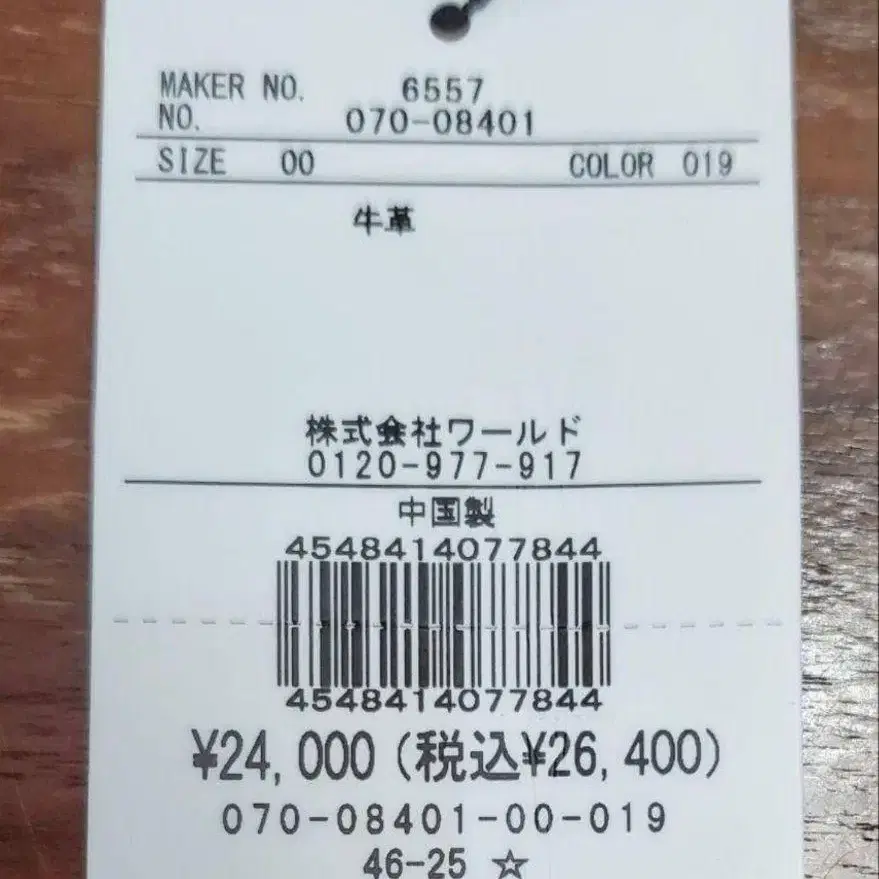 MAKER NO. 6557
NO. 070-08401
SIZE 00 COLOR 019
牛革
株式会社ワールド
0120-977-917
中国製
4548414077844
4548414077844
¥24,000(税込¥26,400)
070-08401-00-019
46-25 ☆